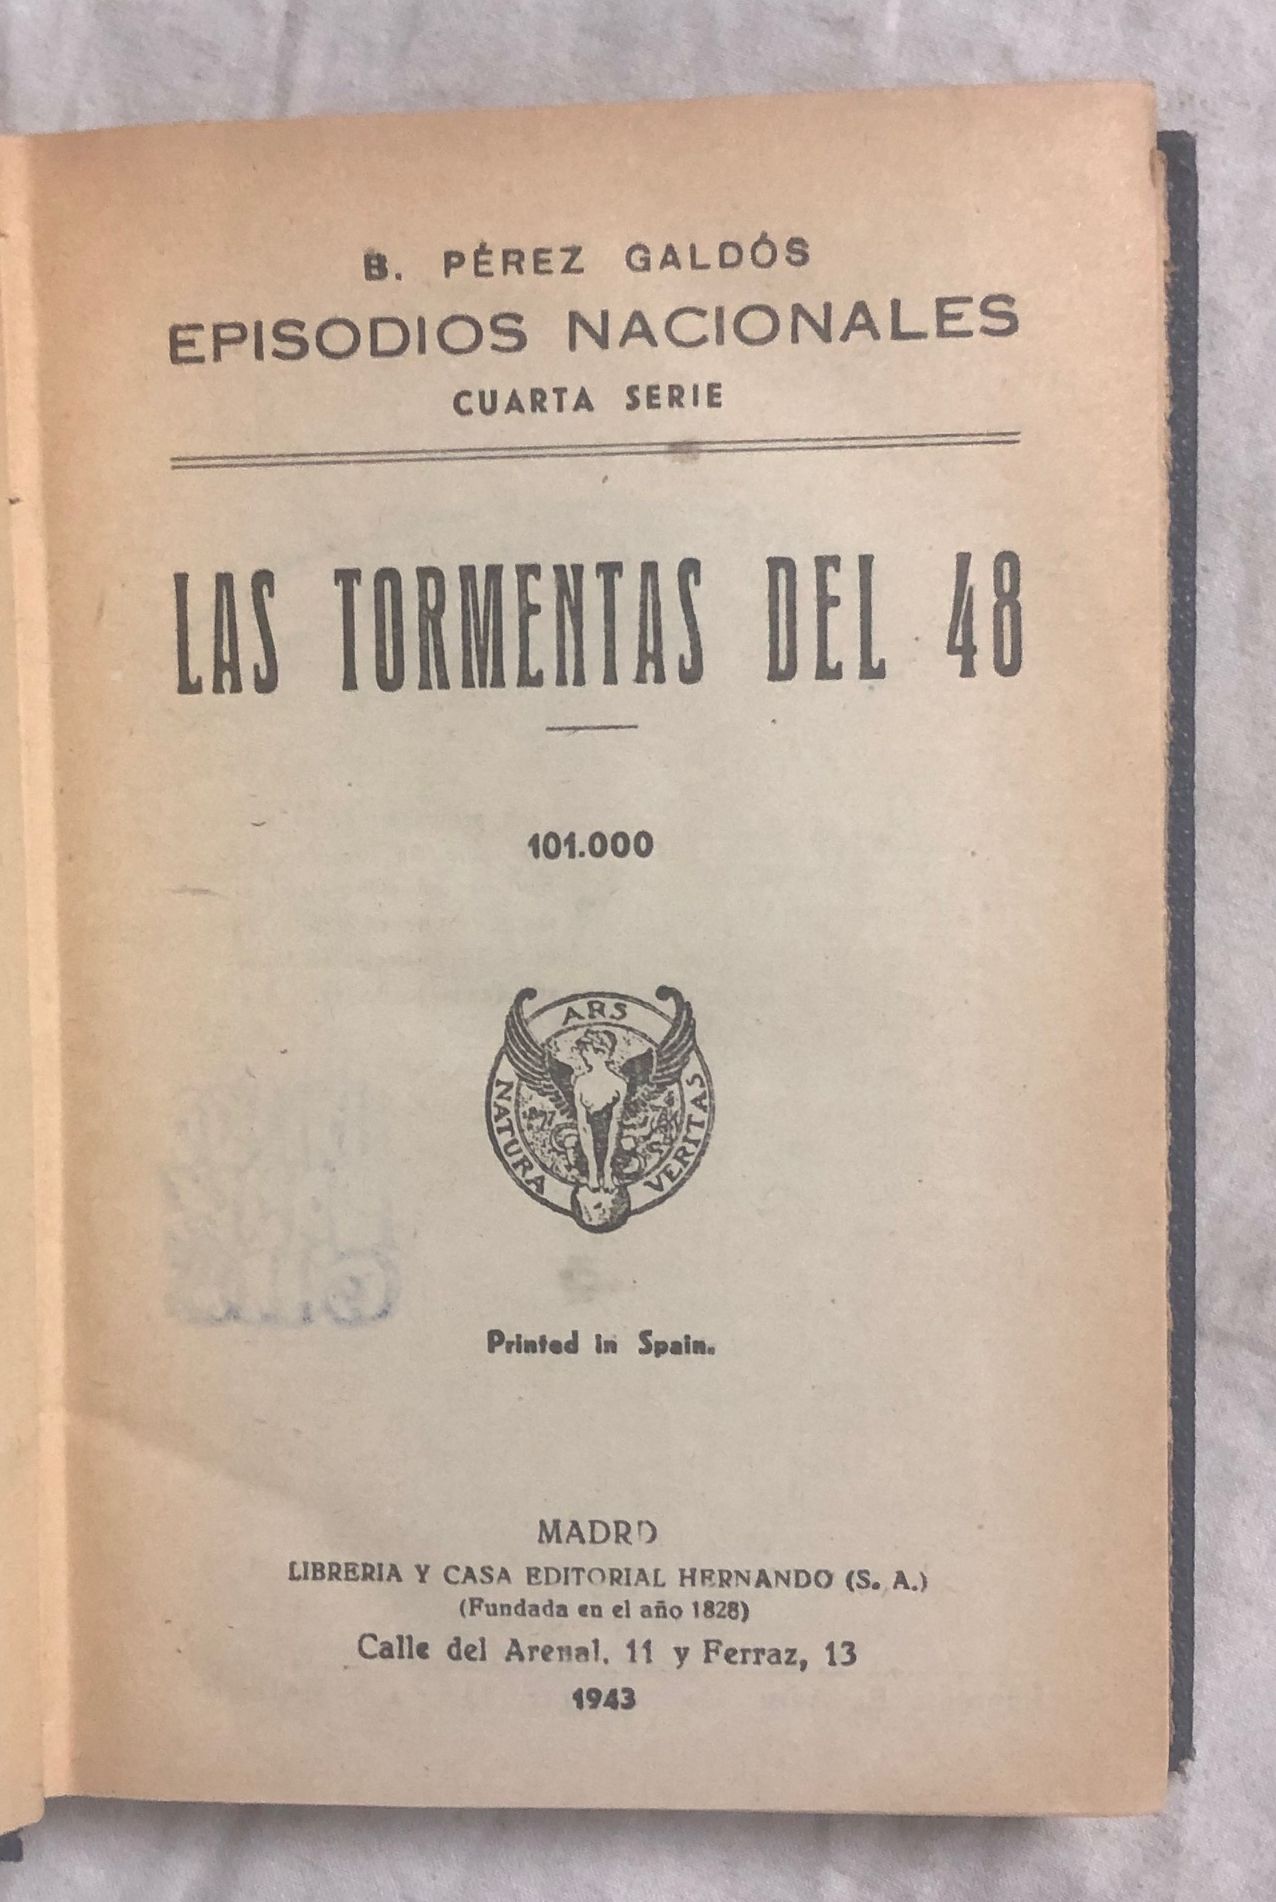 B. PÉREZ GALDÓS
EPISODIOS NACIONALES
CUARTA SERIE
LAS TORMENTAS DEL 48
101.000
ARS
NATURA
VERITAS
Printed in Spain.
MADRD
LIBRERIA Y CASA EDITORIAL HERNANDO (S. A.)
(Fundada en el año 1828)
Calle del Arenal, 11 y Ferraz, 13
1943